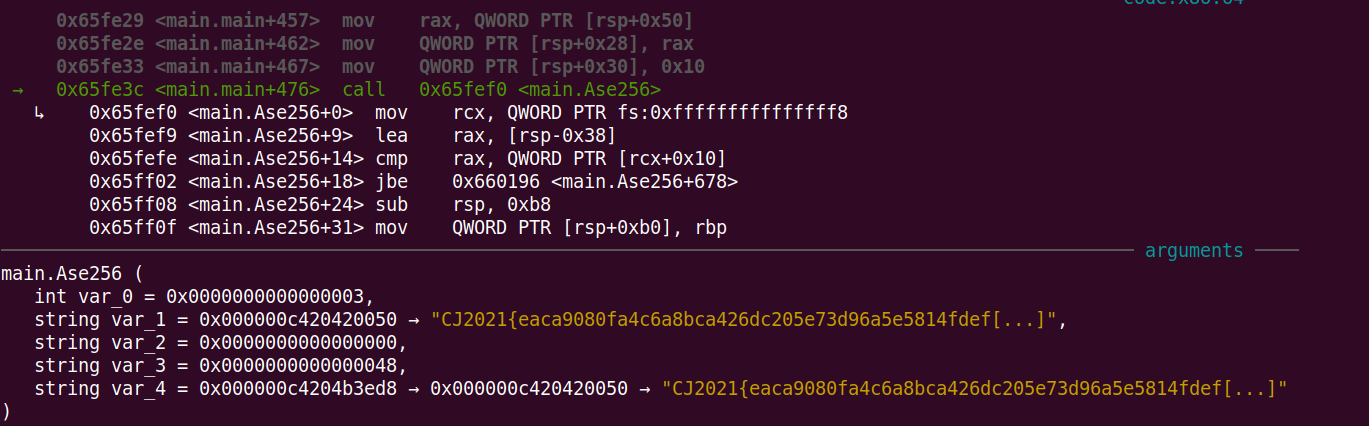 code:x86:64
0x65fe29 <main.main+457>  mov    rax, QWORD PTR [rsp+0x50]
0x65fe2e <main.main+462>  mov    QWORD PTR [rsp+0x28], rax
0x65fe33 <main.main+467>  mov    QWORD PTR [rsp+0x30], 0x10
→   0x65fe3c <main.main+476>  call   0x65fef0 <main.Ase256>
↳    0x65fef0 <main.Ase256+0>  mov    rcx, QWORD PTR fs:0xfffffffffffffff8
0x65fef9 <main.Ase256+9>  lea    rax, [rsp-0x38]
0x65fefe <main.Ase256+14> cmp    rax, QWORD PTR [rcx+0x10]
0x65ff02 <main.Ase256+18> jbe    0x660196 <main.Ase256+678>
0x65ff08 <main.Ase256+24> sub    rsp, 0xb8
0x65ff0f <main.Ase256+31> mov    QWORD PTR [rsp+0xb0], rbp
arguments
main.Ase256 (
int var_0 = 0x0000000000000003,
string var_1 = 0x000000c420420050 → "CJ2021{eaca9080fa4c6a8bca426dc205e73d96a5e5814fdef[...]",
string var_2 = 0x0000000000000000,
string var_3 = 0x0000000000000048,
string var_4 = 0x000000c4204b3ed8 → 0x000000c420420050 → "CJ2021{eaca9080fa4c6a8bca426dc205e73d96a5e5814fdef[...]"
)